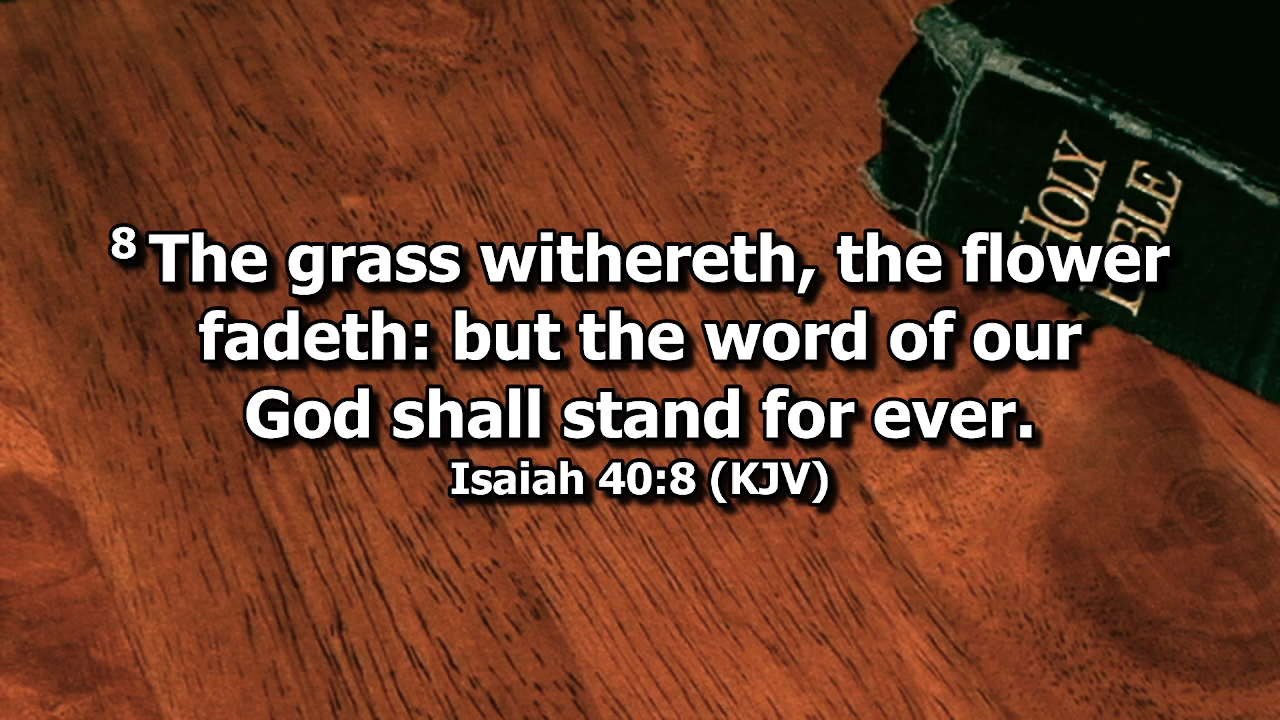 HOLY
BIBLE
8 The grass withereth, the flower
fadeth: but the word of our
God shall stand for ever.
Isaiah 40:8 (KJV)